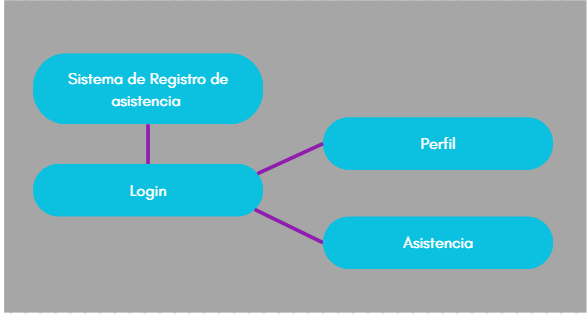 Sistema de Registro de
asistencia
Login
Perfil
Asistencia